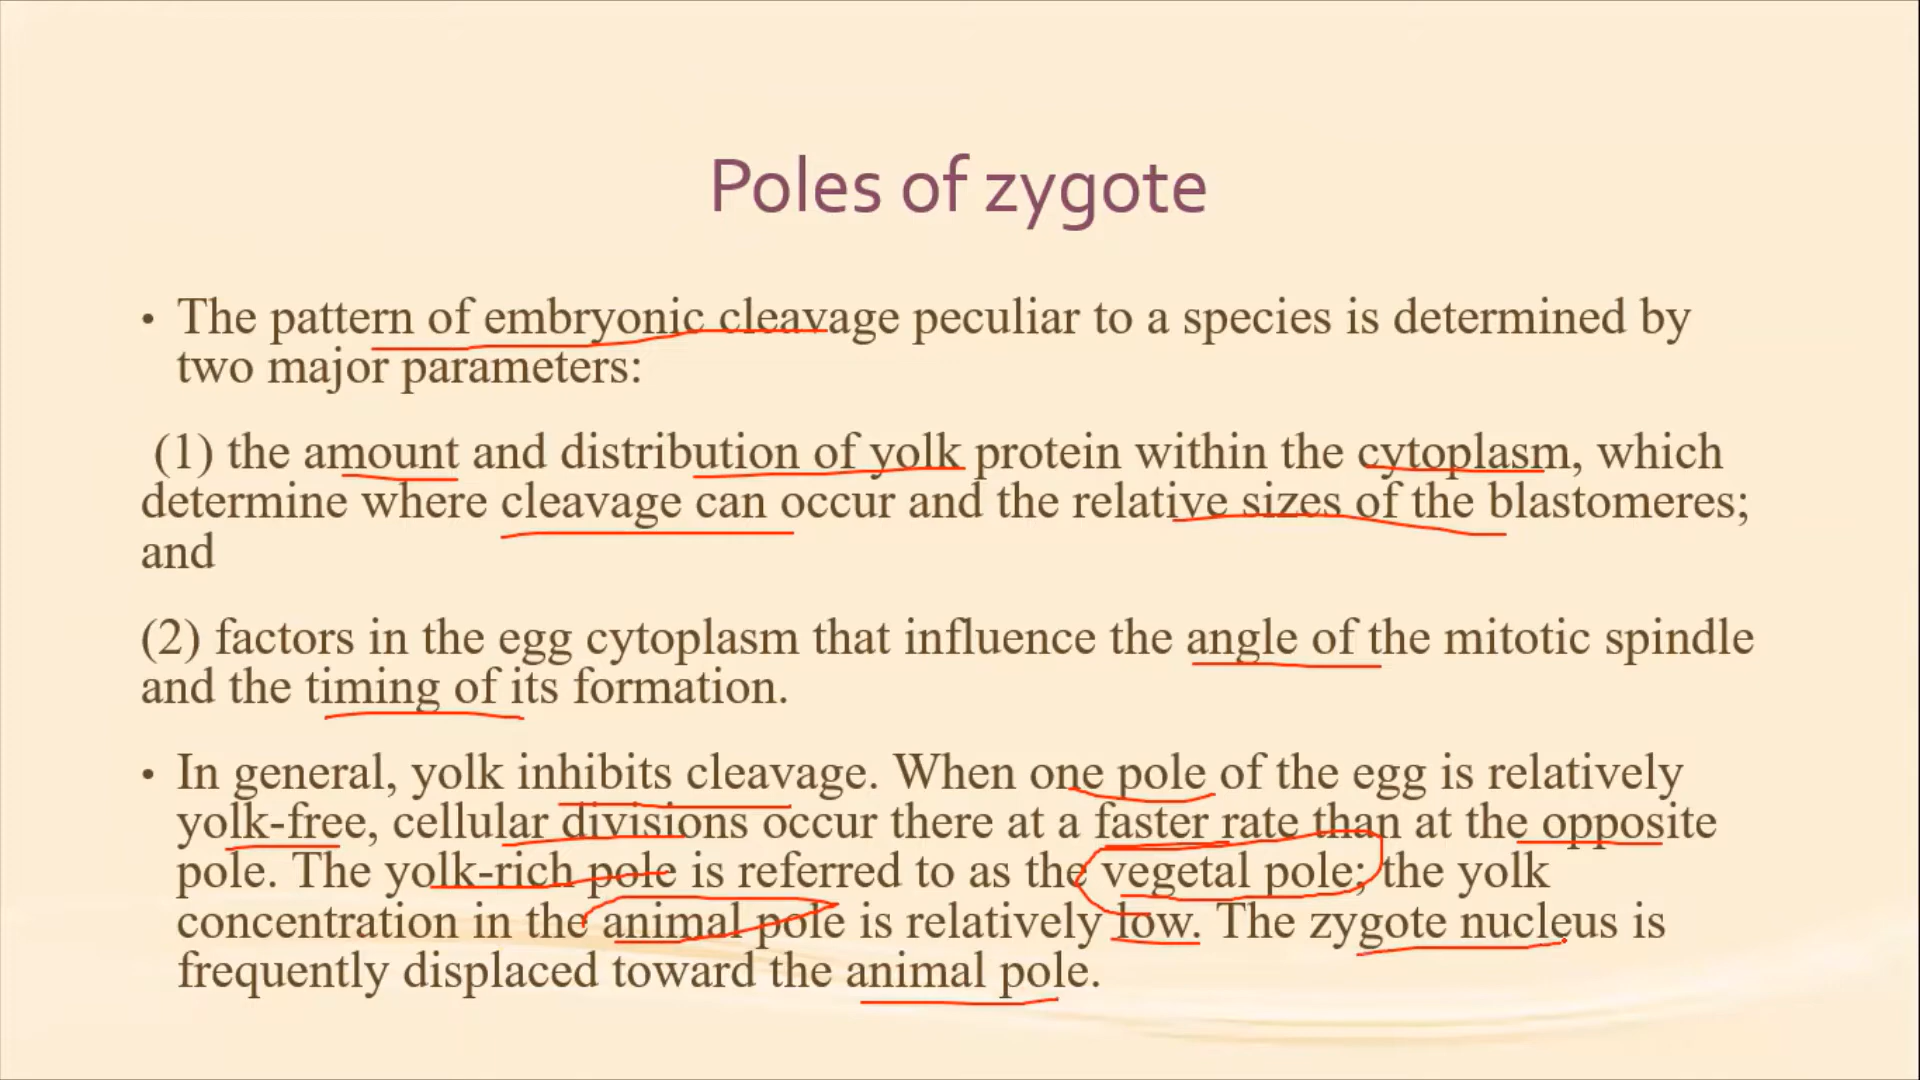 Poles of zygote
• The pattern of embryonic cleavage peculiar to a species is determined by
two major parameters:
(1) the amount and distribution of yolk protein within the cytoplasm, which
determine where cleavage can occur and the relative sizes of the blastomeres;
and
(2) factors in the egg cytoplasm that influence the angle of the mitotic spindle
and the timing of its formation.
• In general, yolk inhibits cleavage. When one pole of the egg is relatively
yolk-free, cellular divisions occur there at a faster rate than at the opposite
pole. The yolk-rich pole is referred to as the vegetal pole; the yolk
concentration in the animal pole is relatively low. The zygote nucleus is
frequently displaced toward the animal pole.